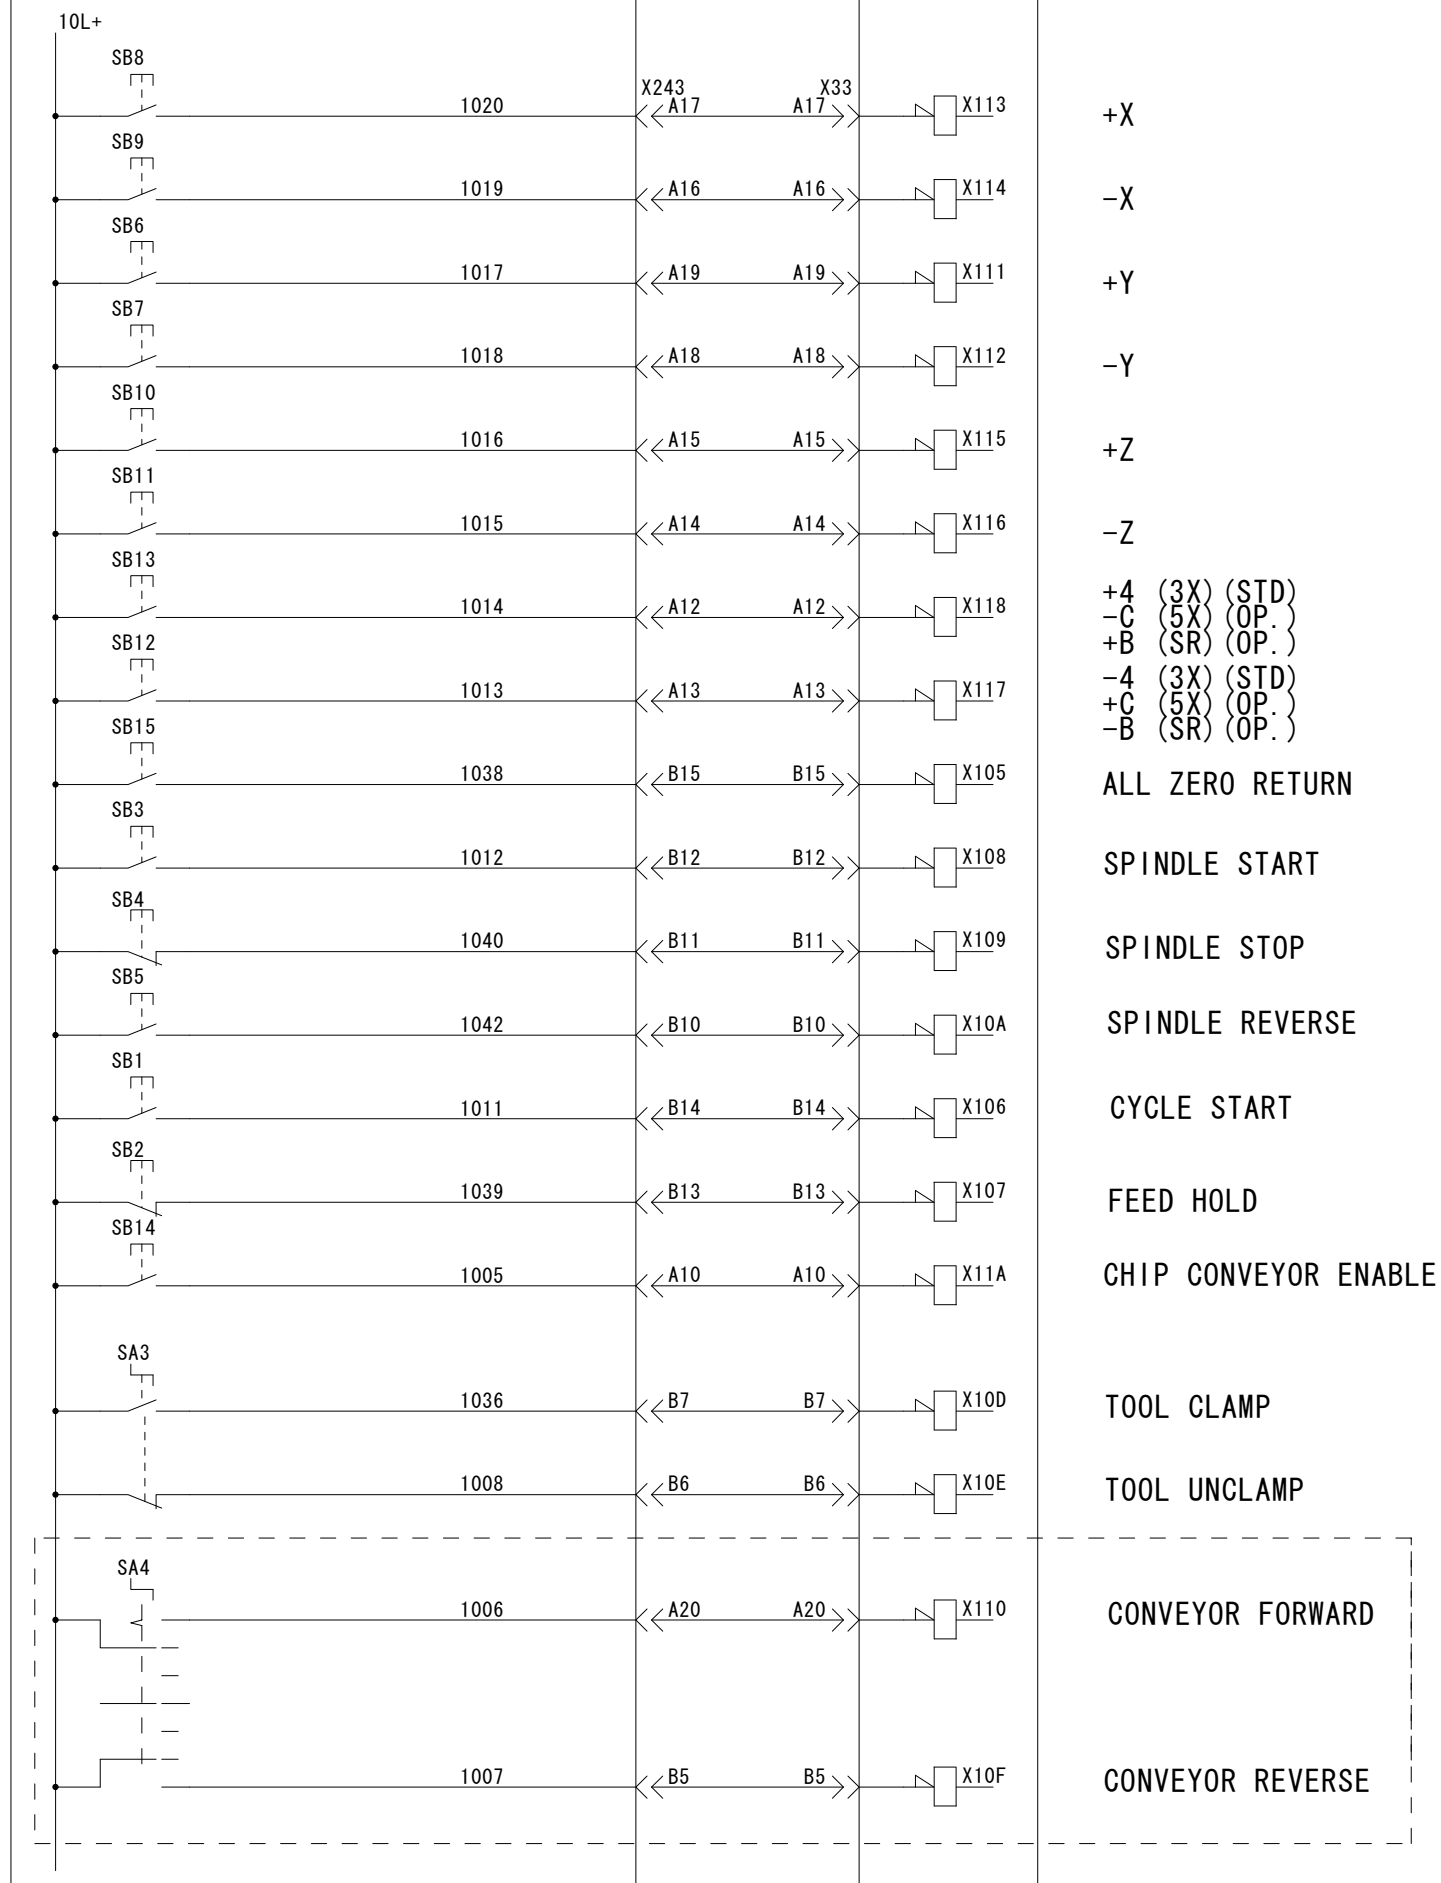 10L+
SB8
X243 X33
1020 A17 A17 X113 +X
SB9
1019 A16 A16 X114 -X
SB6
1017 A19 A19 X111 +Y
SB7
1018 A18 A18 X112 -Y
SB10
1016 A15 A15 X115 +Z
SB11
1015 A14 A14 X116 -Z
SB13
+4 (3X) (STD)
1014 A12 A12 X118 -C (5X) (OP.)
+B (SR) (OP.)
SB12
-4 (3X) (STD)
1013 A13 A13 X117 +C (5X) (OP.)
-B (SR) (OP.)
SB15
1038 B15 B15 X105 ALL ZERO RETURN
SB3
1012 B12 B12 X108 SPINDLE START
SB4
1040 B11 B11 X109 SPINDLE STOP
SB5
1042 B10 B10 X10A SPINDLE REVERSE
SB1
1011 B14 B14 X106 CYCLE START
SB2
1039 B13 B13 X107 FEED HOLD
SB14
1005 A10 A10 X11A CHIP CONVEYOR ENABLE
SA3
1036 B7 B7 X10D TOOL CLAMP
1008 B6 B6 X10E TOOL UNCLAMP
SA4
1006 A20 A20 X110 CONVEYOR FORWARD
1007 B5 B5 X10F CONVEYOR REVERSE